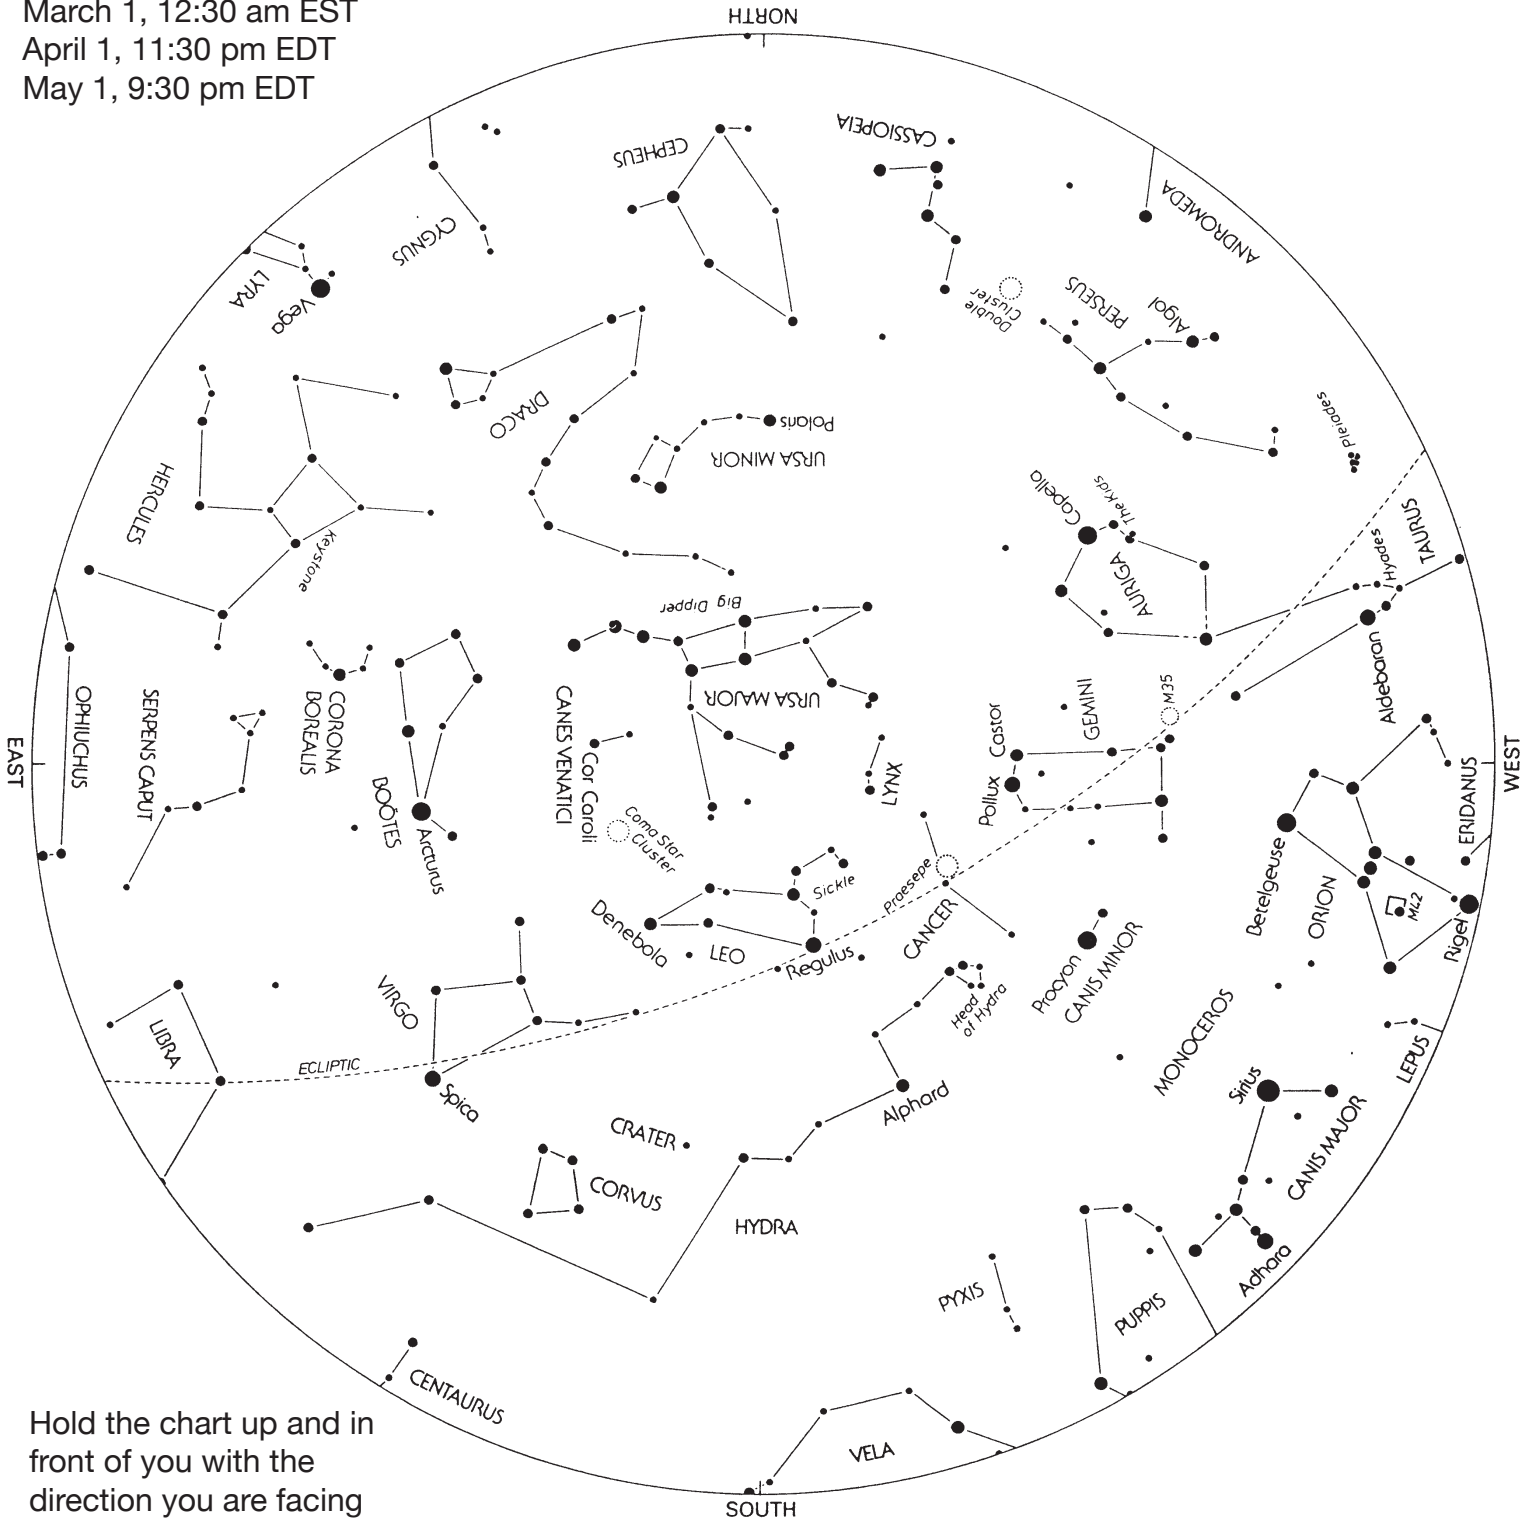 March 1, 12:30 am EST
April 1, 11:30 pm EDT
May 1, 9:30 pm EDT
NORTH
CASSIOPEIA
CEPHEUS
ANDROMEDA
CYGNUS
LYRA
Vega
Double
Cluster
PERSEUS
Algol
DRACO
Polaris
URSA MINOR
Pleiades
HERCULES
Keystone
Capella
The Kids
AURIGA
TAURUS
Hyades
Aldebaran
Big Dipper
URSA MAJOR
EAST
OPHIUCHUS
SERPENS CAPUT
CORONA
BOREALIS
BOÖTES
Arcturus
CANES VENATICI
Cor Caroli
Coma Star
Cluster
LYNX
Castor
Pollux
GEMINI
M35
WEST
ERIDANUS
Betelgeuse
ORION
M42
Rigel
Sickle
Praesepe
CANCER
Denebola
LEO
Regulus
Procyon
CANIS MINOR
Head
of Hydra
VIRGO
LIBRA
ECLIPTIC
Spica
MONOCEROS
LEPUS
Sirius
CANIS MAJOR
Adhara
Alphard
CRATER
CORVUS
HYDRA
PYXIS
PUPPIS
CENTAURUS
VELA
SOUTH
Hold the chart up and in
front of you with the
direction you are facing